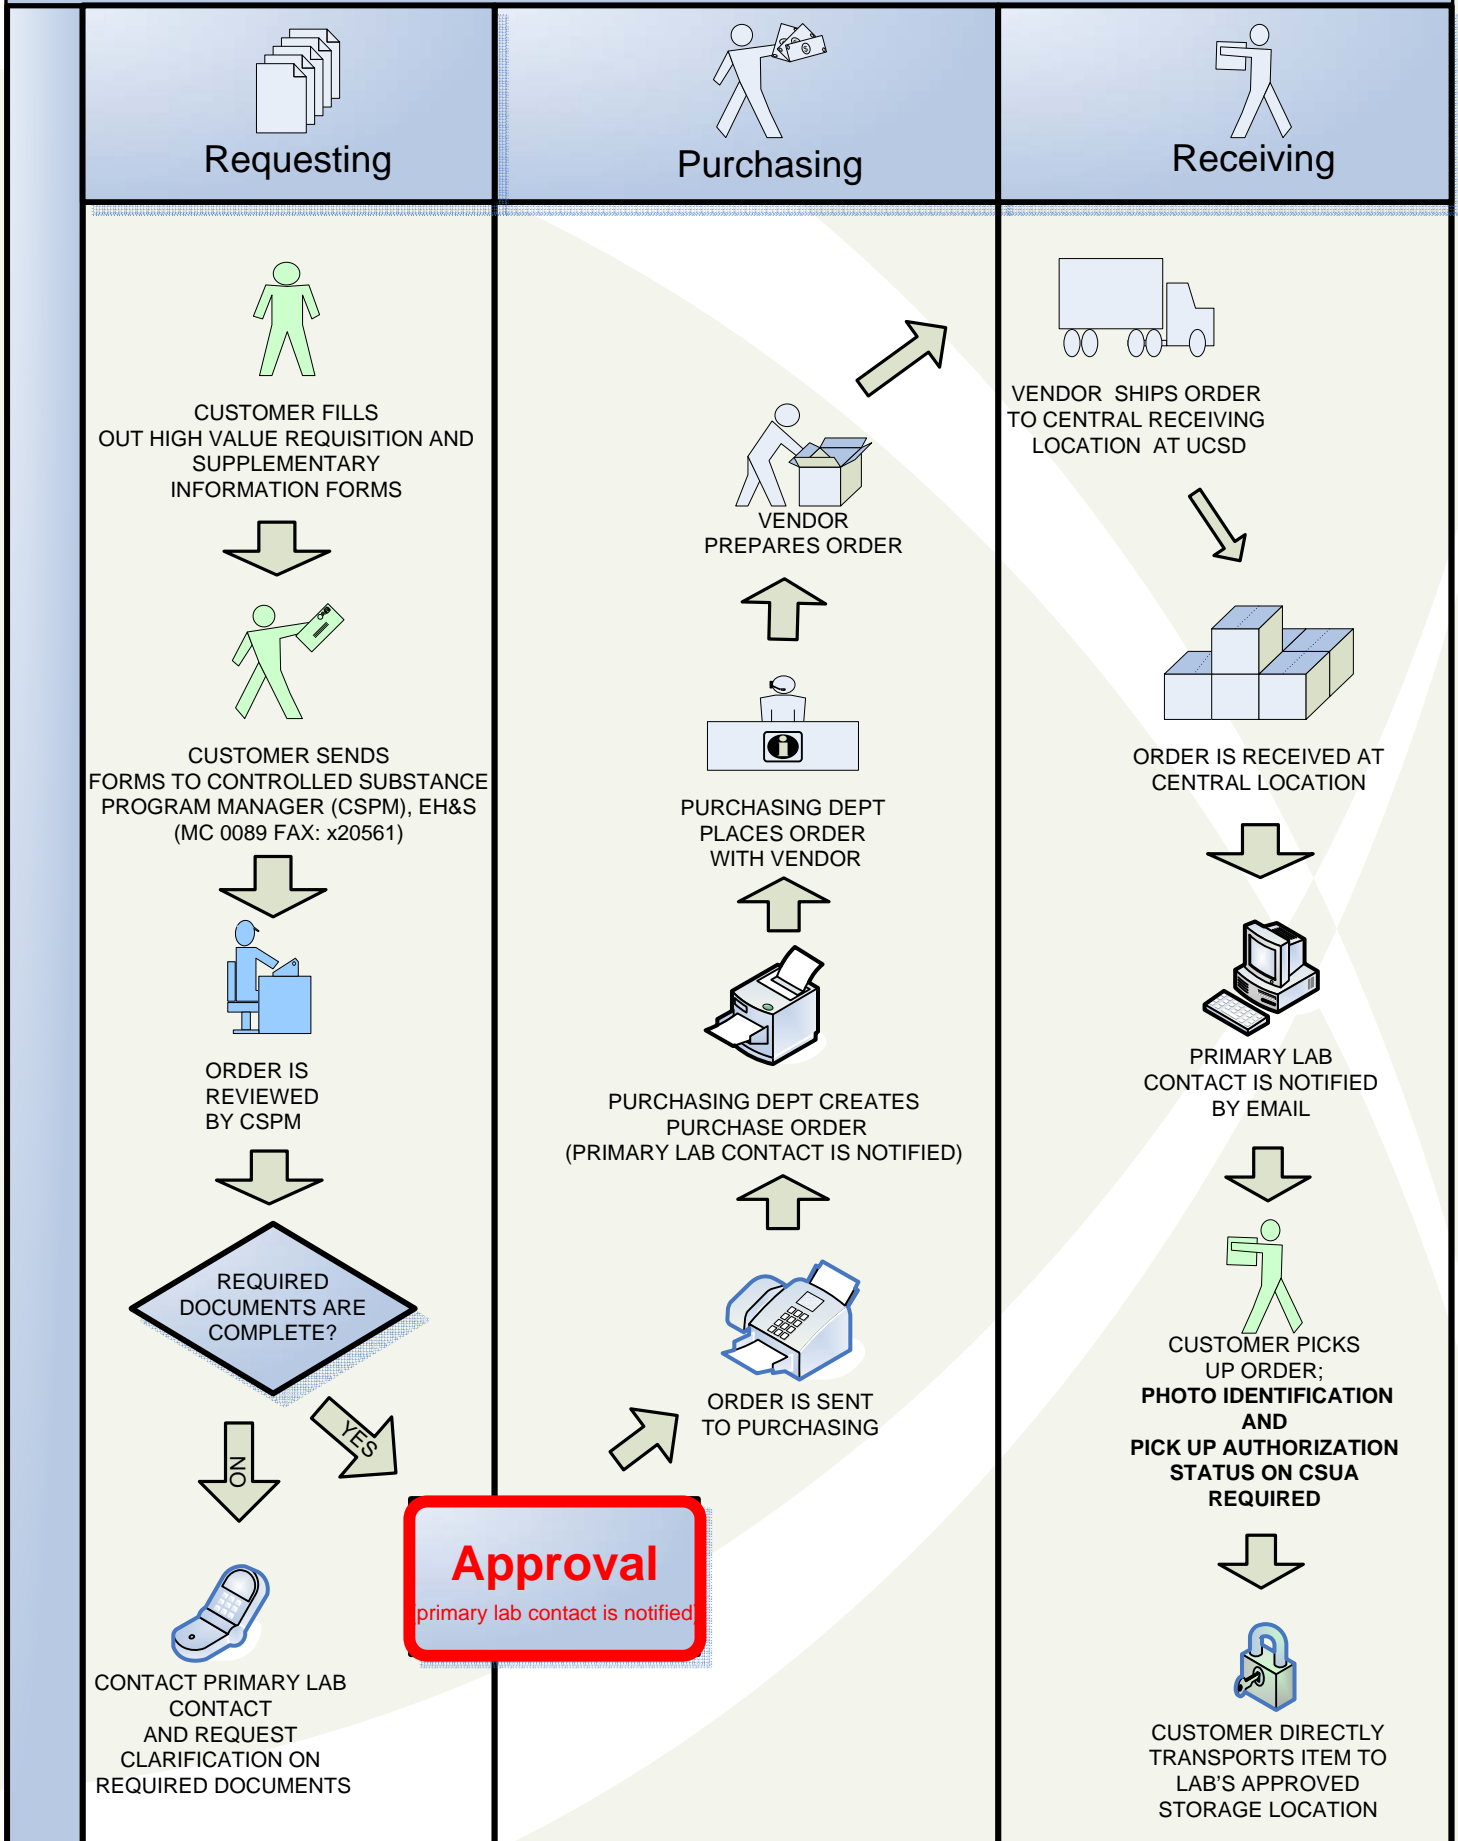 Requesting
Purchasing
Receiving
CUSTOMER FILLS
OUT HIGH VALUE REQUISITION AND
SUPPLEMENTARY
INFORMATION FORMS
CUSTOMER SENDS
FORMS TO CONTROLLED SUBSTANCE
PROGRAM MANAGER (CSPM), EH&S
(MC 0089 FAX: x20561)
ORDER IS
REVIEWED
BY CSPM
REQUIRED
DOCUMENTS ARE
COMPLETE?
NO
YES
CONTACT PRIMARY LAB
CONTACT
AND REQUEST
CLARIFICATION ON
REQUIRED DOCUMENTS
Approval
(primary lab contact is notified)
ORDER IS SENT
TO PURCHASING
PURCHASING DEPT CREATES
PURCHASE ORDER
(PRIMARY LAB CONTACT IS NOTIFIED)
PURCHASING DEPT
PLACES ORDER
WITH VENDOR
VENDOR
PREPARES ORDER
VENDOR SHIPS ORDER
TO CENTRAL RECEIVING
LOCATION AT UCSD
ORDER IS RECEIVED AT
CENTRAL LOCATION
PRIMARY LAB
CONTACT IS NOTIFIED
BY EMAIL
CUSTOMER PICKS
UP ORDER;
PHOTO IDENTIFICATION
AND
PICK UP AUTHORIZATION
STATUS ON CSUA
REQUIRED
CUSTOMER DIRECTLY
TRANSPORTS ITEM TO
LAB'S APPROVED
STORAGE LOCATION